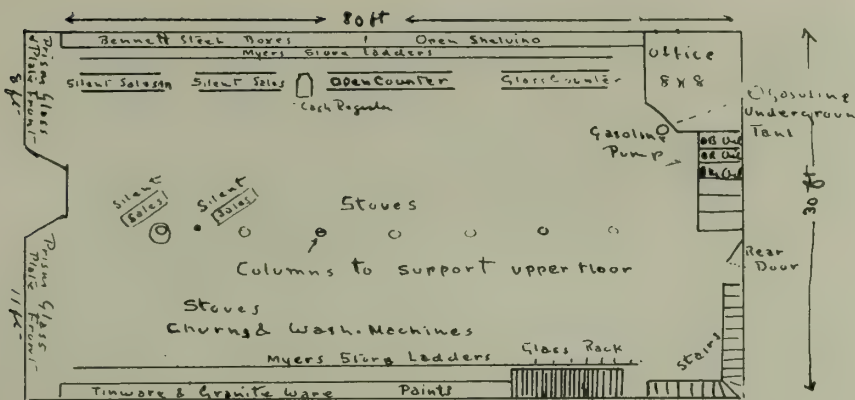 80 ft
Bennett Steel Boxes Open Shelving
Myers Store Ladders
Office
8 x 8
Silent Salesm
Silent Sales
Open Counter
Glass Counter
Cash Register
Prism Glass
Plate Front
8 ft
Gasoline
Underground
Tank
Gasoline
Pump
Oil
Oil
Oil
30 ft
Silent
Sales
Silent
Sales
Stoves
Columns to support upper floor
Rear
Door
Prism Glass
Plate Front
11 ft
Stoves
Churns & Wash. Machines
Stairs
Myers Store Ladders
Glass Rack
Tinware & Granite Ware Paints